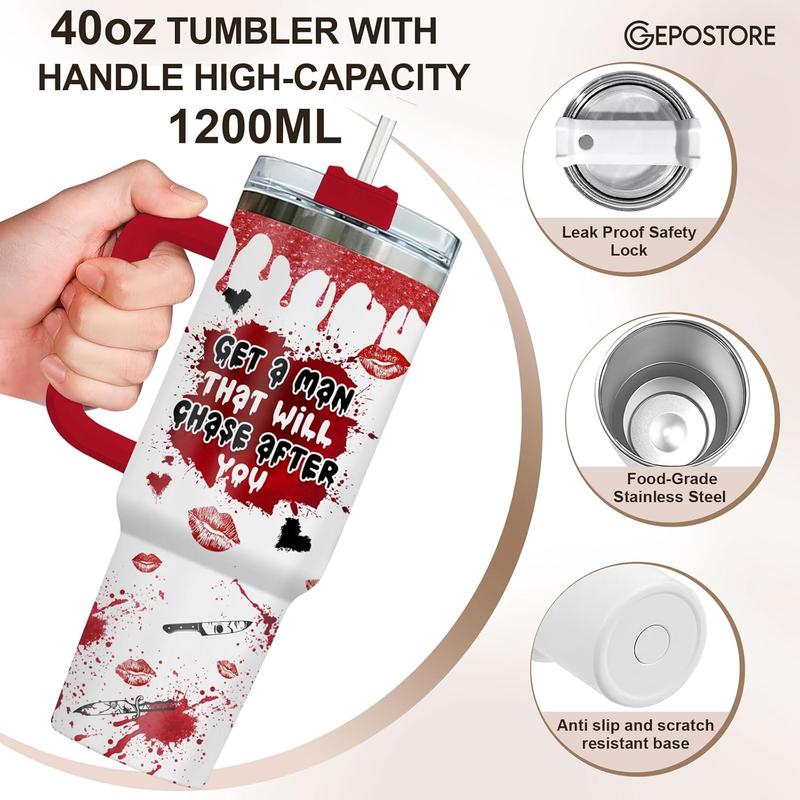 40oz TUMBLER WITH
HANDLE HIGH-CAPACITY
1200ML
GEPOSTORE
Leak Proof Safety
Lock
GET A MAN
THAT WILL
CHASE AFTER
YOU
Food-Grade
Stainless Steel
Anti slip and scratch
resistant base